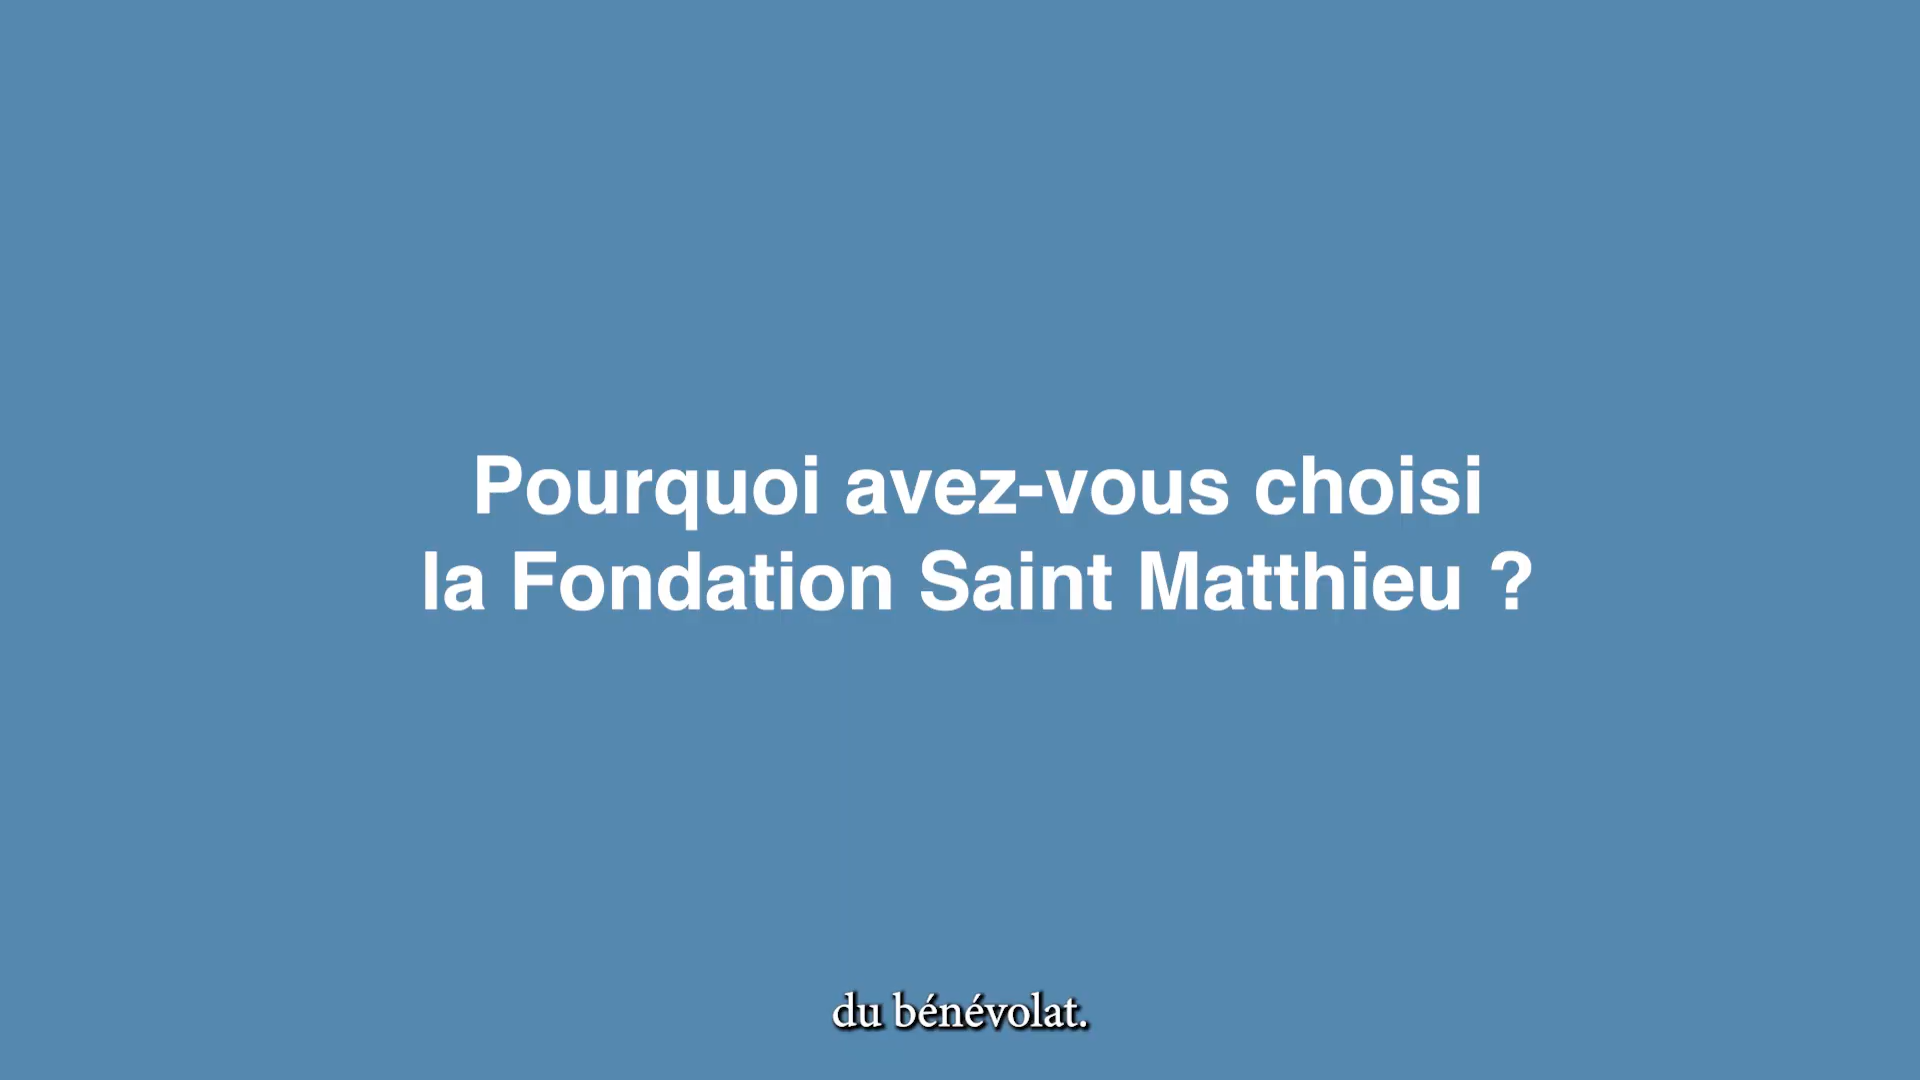 Pourquoi avez-vous choisi
la Fondation Saint Matthieu ?
du bénévolat.